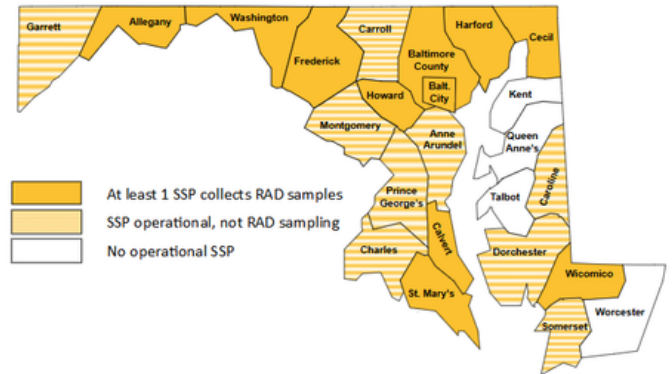 Garrett
Allegany
Washington
Frederick
Carroll
Baltimore
County
Harford
Cecil
Balt.
City
Howard
Kent
Montgomery
Anne
Arundel
Queen
Anne's
Prince
George's
Talbot
Caroline
Calvert
Charles
St. Mary's
Dorchester
Wicomico
Worcester
Somerset
At least 1 SSP collects RAD samples
SSP operational, not RAD sampling
No operational SSP